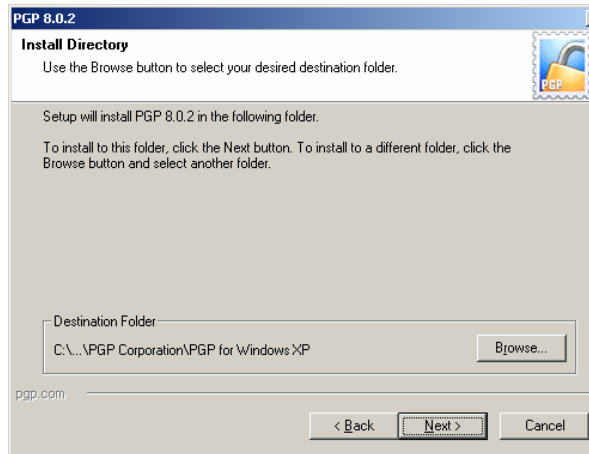 PGP 8.0.2
Install Directory
Use the Browse button to select your desired destination folder.
PGP
Setup will install PGP 8.0.2 in the following folder.
To install to this folder, click the Next button. To install to a different folder, click the
Browse button and select another folder.
Destination Folder
C:\...\PGP Corporation\PGP for Windows XP
Browse...
pgp.com
< Back
Next >
Cancel